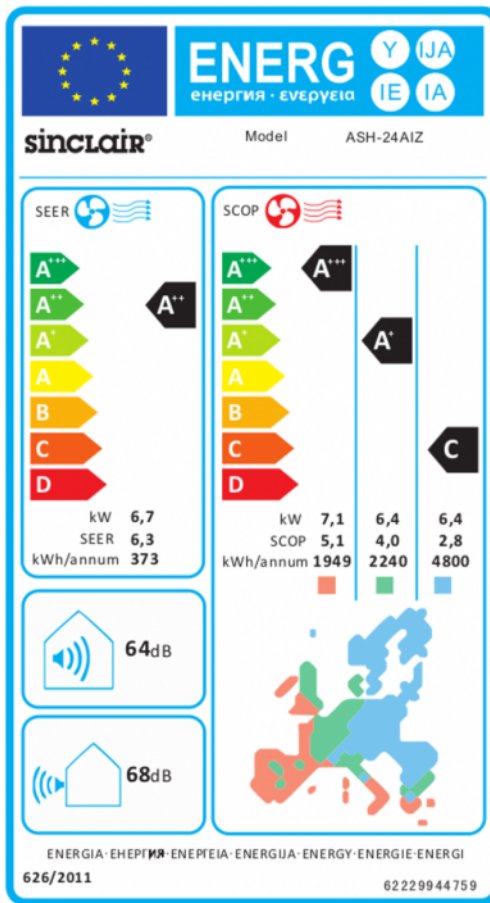 ENERG
енергия · ενεργεια
Y
IJA
IE
IA
sinclair®
Model ASH-24AIZ
SEER
A+++
A++
A+
A
B
C
D
A++
kW 6,7
SEER 6,3
kWh/annum 373
SCOP
A+++
A++
A+
A
B
C
D
A+++
A+
C
kW 7,1 6,4 6,4
SCOP 5,1 4,0 2,8
kWh/annum 1949 2240 4800
64dB
68dB
ENERGIA·ЕНЕРГИЯ·ΕΝΕΡΓΕΙΑ·ENERGIJA·ENERGY·ENERGIE·ENERGI
626/2011
62229944759